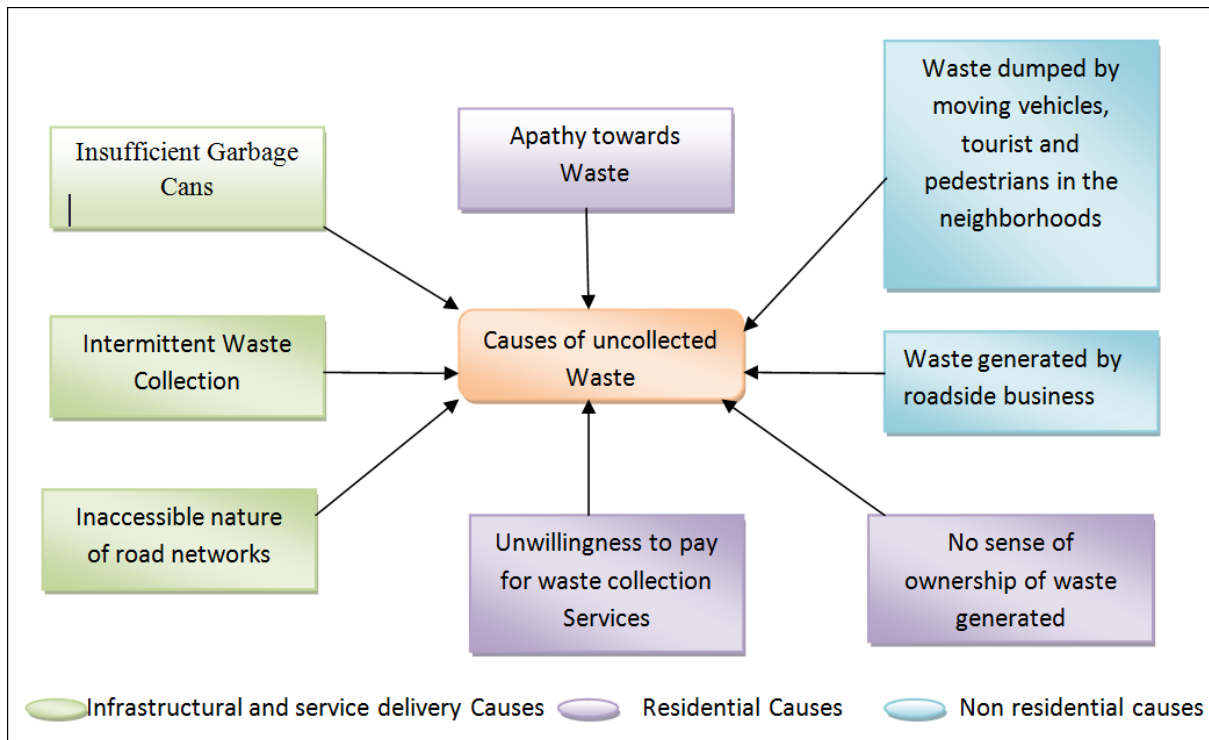 Insufficient Garbage
Cans
Apathy towards
Waste
Waste dumped by
moving vehicles,
tourist and
pedestrians in the
neighborhoods
Intermittent Waste
Collection
Causes of uncollected
Waste
Waste generated by
roadside business
Inaccessible nature
of road networks
Unwillingness to pay
for waste collection
Services
No sense of
ownership of waste
generated
Infrastructural and service delivery Causes
Residential Causes
Non residential causes